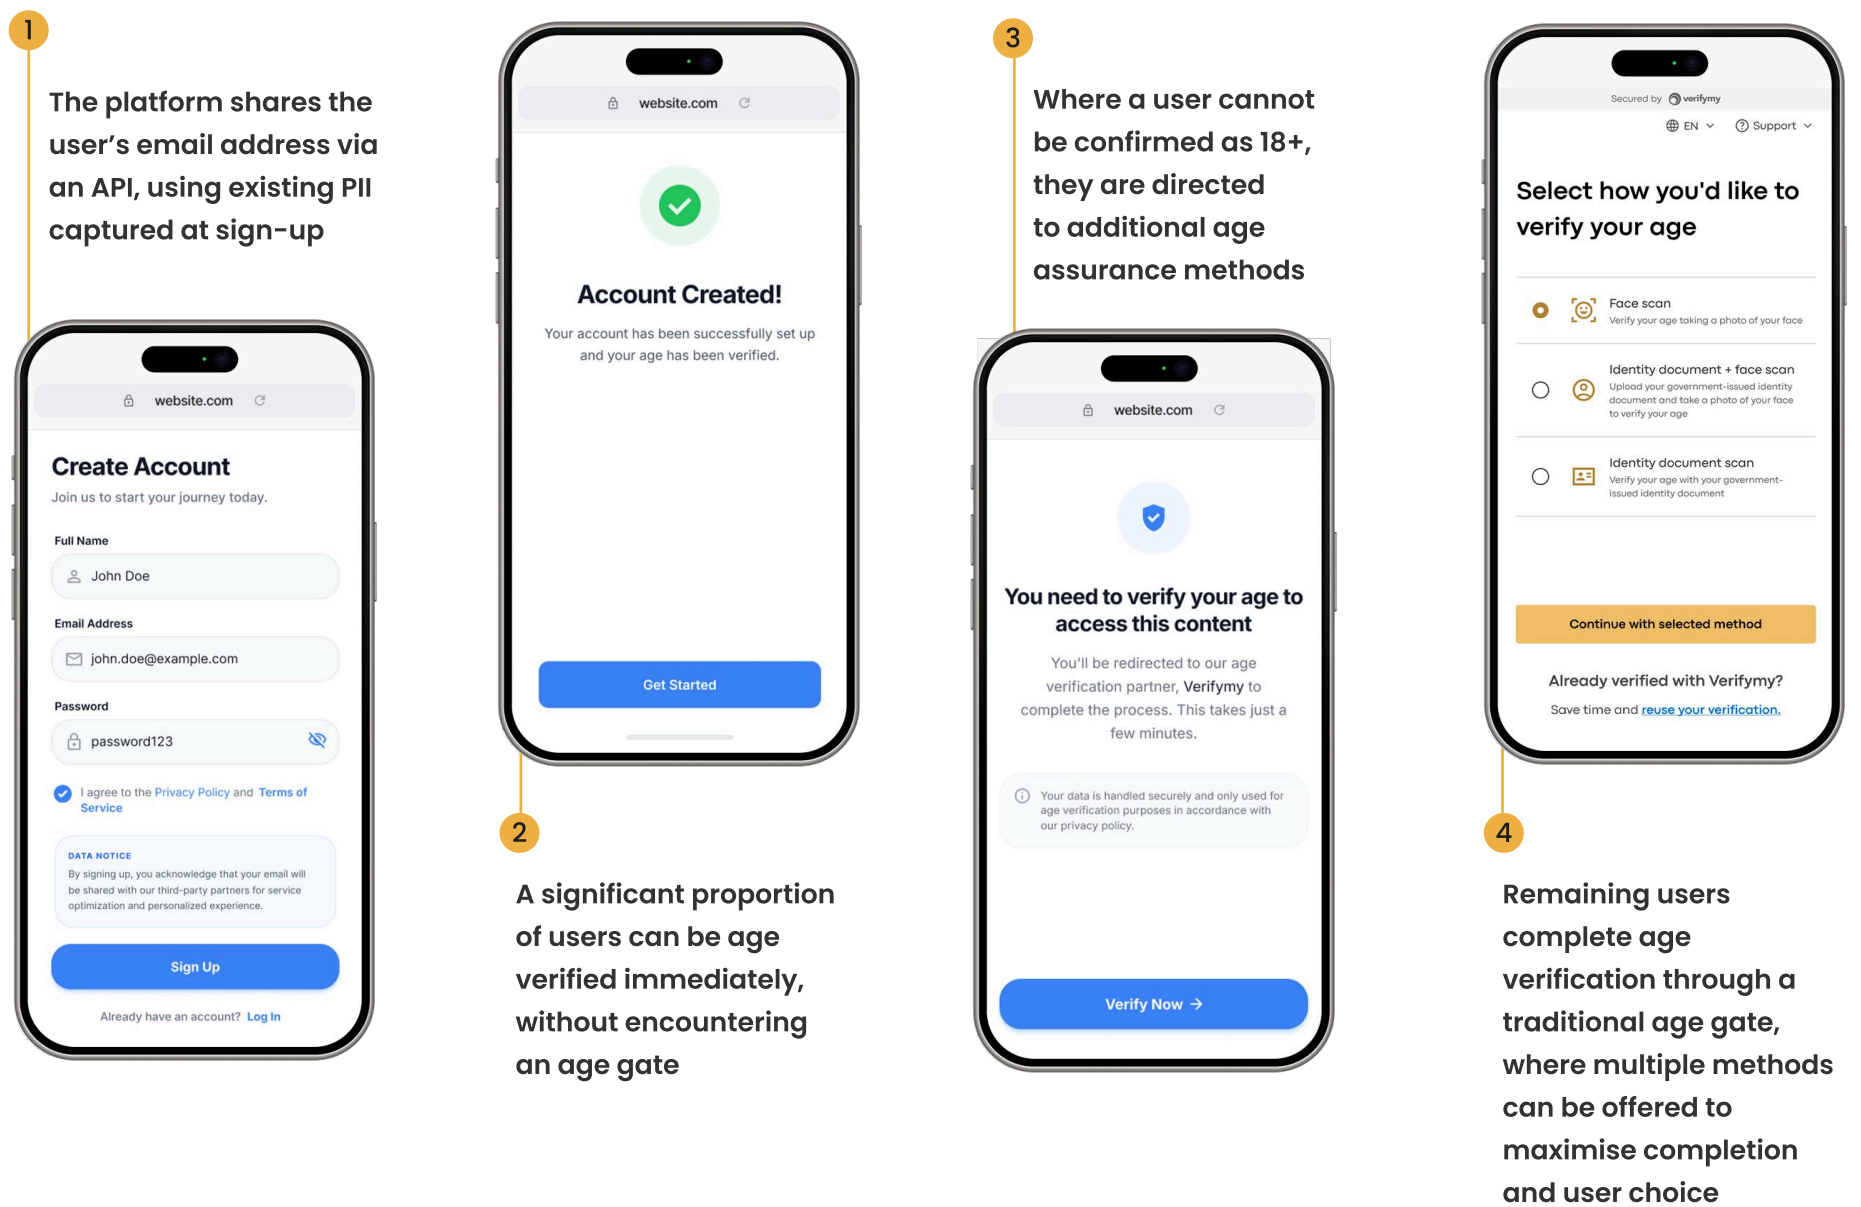 1
The platform shares the
user's email address via
an API, using existing PII
captured at sign-up
website.com
Create Account
Join us to start your journey today.
Full Name
John Doe
Email Address
john.doe@example.com
Password
password123
I agree to the Privacy Policy and Terms of
Service
DATA NOTICE
By signing up, you acknowledge that your email will
be shared with our third-party partners for service
optimization and personalized experience.
Sign Up
Already have an account? Log In
website.com
Account Created!
Your account has been successfully set up
and your age has been verified.
Get Started
2
A significant proportion
of users can be age
verified immediately,
without encountering
an age gate
3
Where a user cannot
be confirmed as 18+,
they are directed
to additional age
assurance methods
website.com
You need to verify your age to
access this content
You'll be redirected to our age
verification partner, Verifymy to
complete the process. This takes just a
few minutes.
Your data is handled securely and only used for
age verification purposes in accordance with
our privacy policy.
Verify Now →
Secured by verifymy
EN Support
Select how you'd like to
verify your age
Face scan
Verify your age taking a photo of your face
Identity document + face scan
Upload your government-issued identity
document and take a photo of your face
to verify your age
Identity document scan
Verify your age with your government-
issued identity document
Continue with selected method
Already verified with Verifymy?
Save time and reuse your verification.
4
Remaining users
complete age
verification through a
traditional age gate,
where multiple methods
can be offered to
maximise completion
and user choice